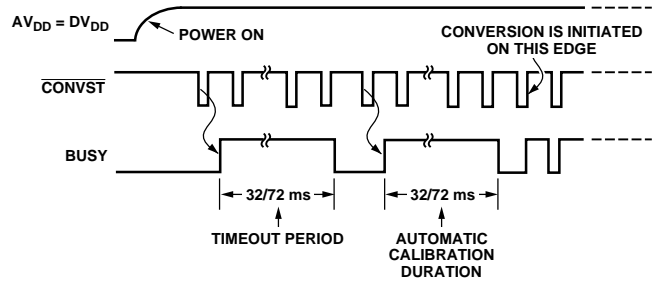 AVDD = DVDD
POWER ON
CONVERSION IS INITIATED
ON THIS EDGE
CONVST
BUSY
32/72 ms
32/72 ms
TIMEOUT PERIOD
AUTOMATIC
CALIBRATION
DURATION